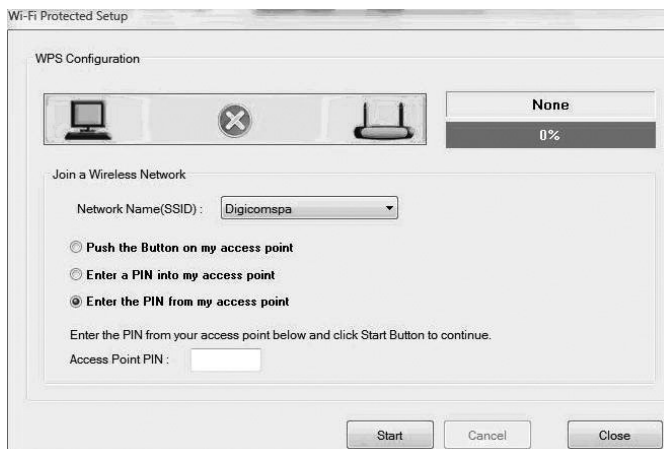 Wi-Fi Protected Setup
WPS Configuration
None
0%
Join a Wireless Network
Network Name(SSID) :
Digicomspa
Push the Button on my access point
Enter a PIN into my access point
Enter the PIN from my access point
Enter the PIN from your access point below and click Start Button to continue.
Access Point PIN :
Start
Cancel
Close